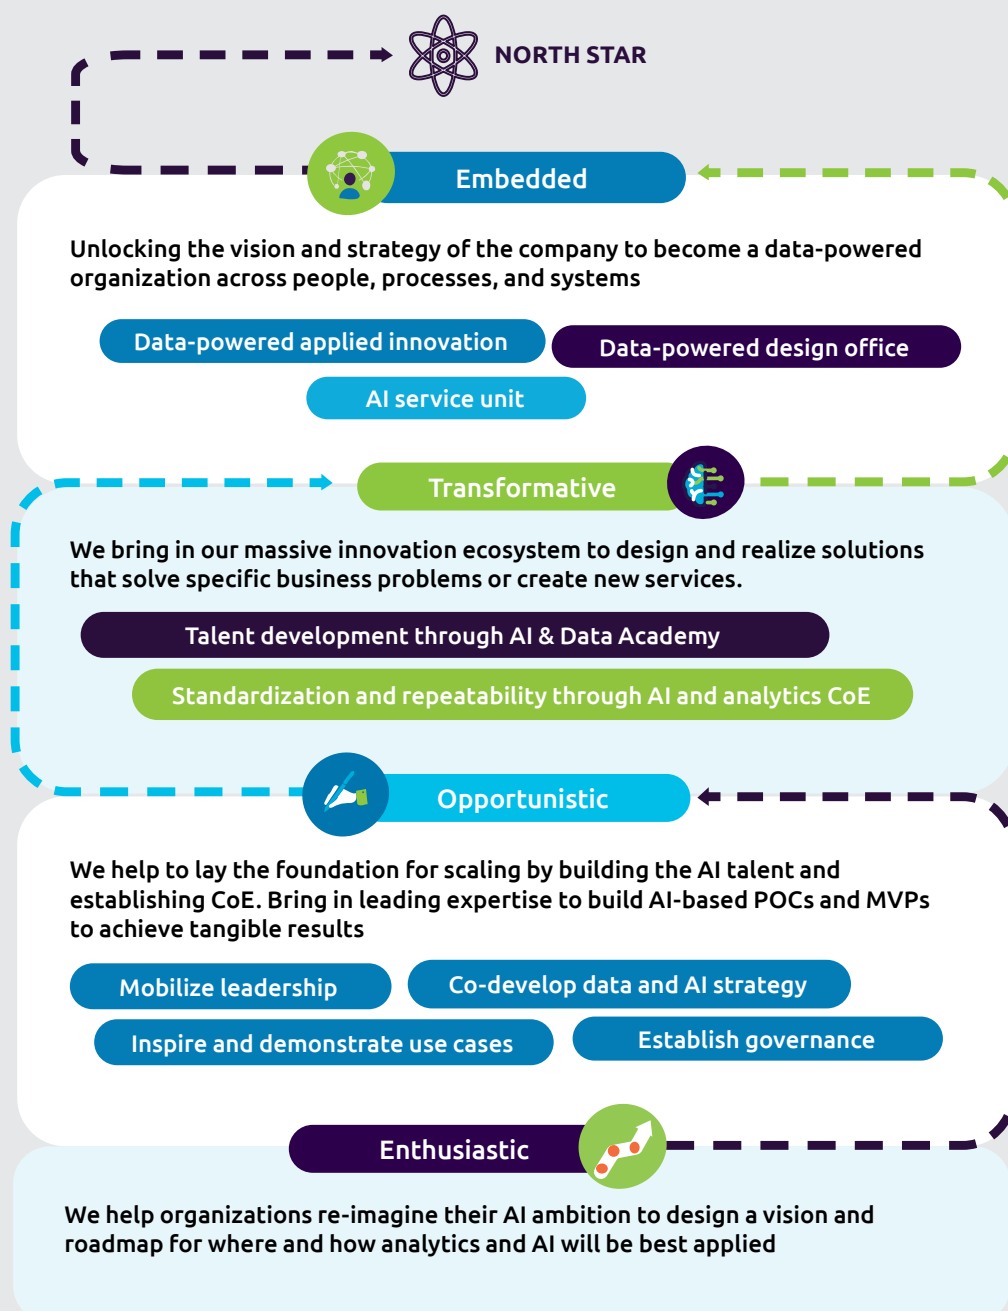 NORTH STAR
Embedded
Unlocking the vision and strategy of the company to become a data-powered
organization across people, processes, and systems
Data-powered applied innovation
Data-powered design office
AI service unit
Transformative
We bring in our massive innovation ecosystem to design and realize solutions
that solve specific business problems or create new services.
Talent development through AI & Data Academy
Standardization and repeatability through AI and analytics CoE
Opportunistic
We help to lay the foundation for scaling by building the AI talent and
establishing CoE. Bring in leading expertise to build AI-based POCs and MVPs
to achieve tangible results
Mobilize leadership
Co-develop data and AI strategy
Inspire and demonstrate use cases
Establish governance
Enthusiastic
We help organizations re-imagine their AI ambition to design a vision and
roadmap for where and how analytics and AI will be best applied